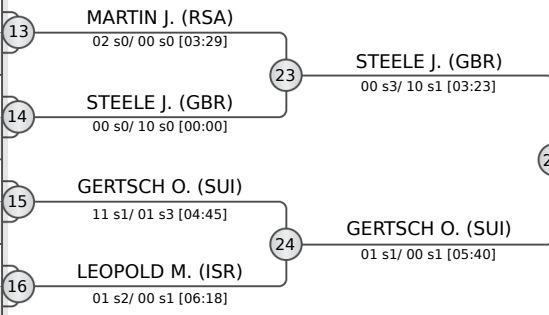 MARTIN J. (RSA)
13
02 s0/ 00 s0 [03:29]
STEELE J. (GBR)
23
00 s3/ 10 s1 [03:23]
STEELE J. (GBR)
14
00 s0/ 10 s0 [00:00]
GERTSCH O. (SUI)
15
11 s1/ 01 s3 [04:45]
GERTSCH O. (SUI)
24
01 s1/ 00 s1 [05:40]
LEOPOLD M. (ISR)
16
01 s2/ 00 s1 [06:18]